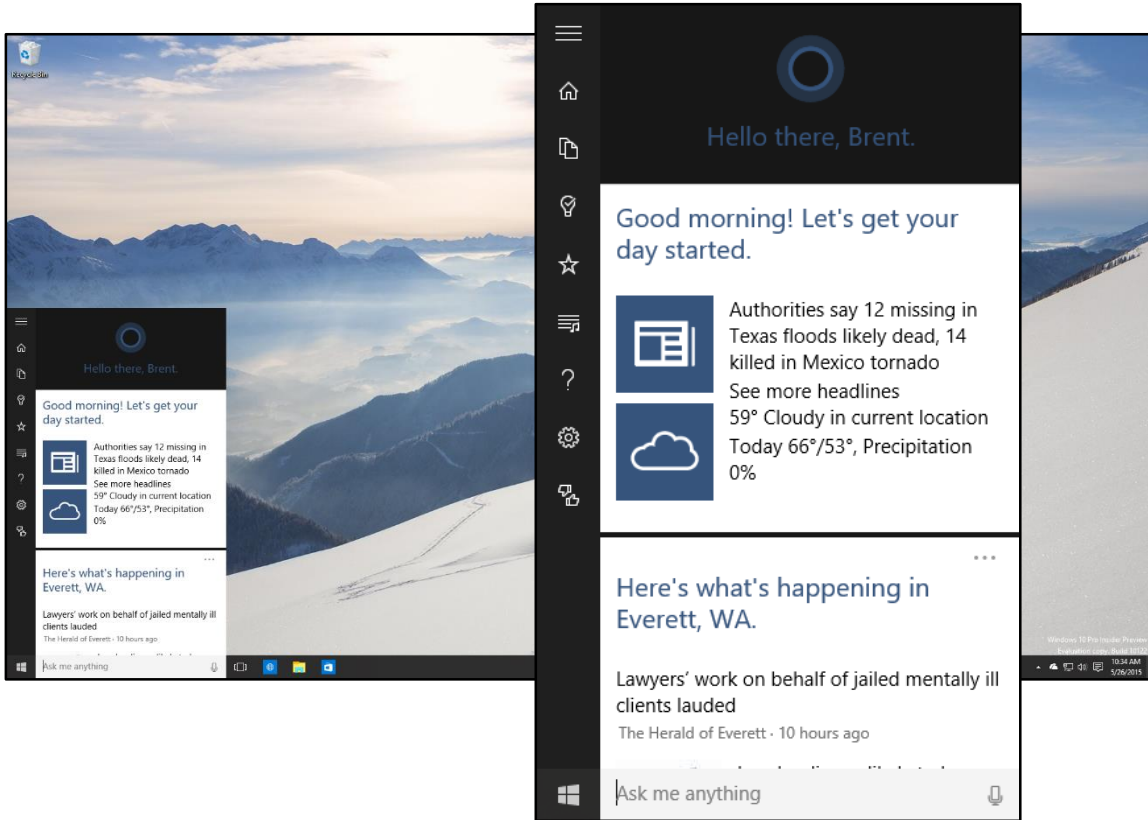 Recycle Bin
Hello there, Brent.
Good morning! Let's get your
day started.
Authorities say 12 missing in
Texas floods likely dead, 14
killed in Mexico tornado
See more headlines
59° Cloudy in current location
Today 66°/53°, Precipitation
0%
Here's what's happening in
Everett, WA.
Lawyers' work on behalf of jailed mentally ill
clients lauded
The Herald of Everett · 10 hours ago
Ask me anything
Hello there, Brent.
Good morning! Let's get your
day started.
Authorities say 12 missing in
Texas floods likely dead, 14
killed in Mexico tornado
See more headlines
59° Cloudy in current location
Today 66°/53°, Precipitation
0%
Here's what's happening in
Everett, WA.
Lawyers' work on behalf of jailed mentally ill
clients lauded
The Herald of Everett · 10 hours ago
Ask me anything
Windows 10 Pro Insider Preview
Evaluation copy. Build 10122
10:34 AM
5/26/2015